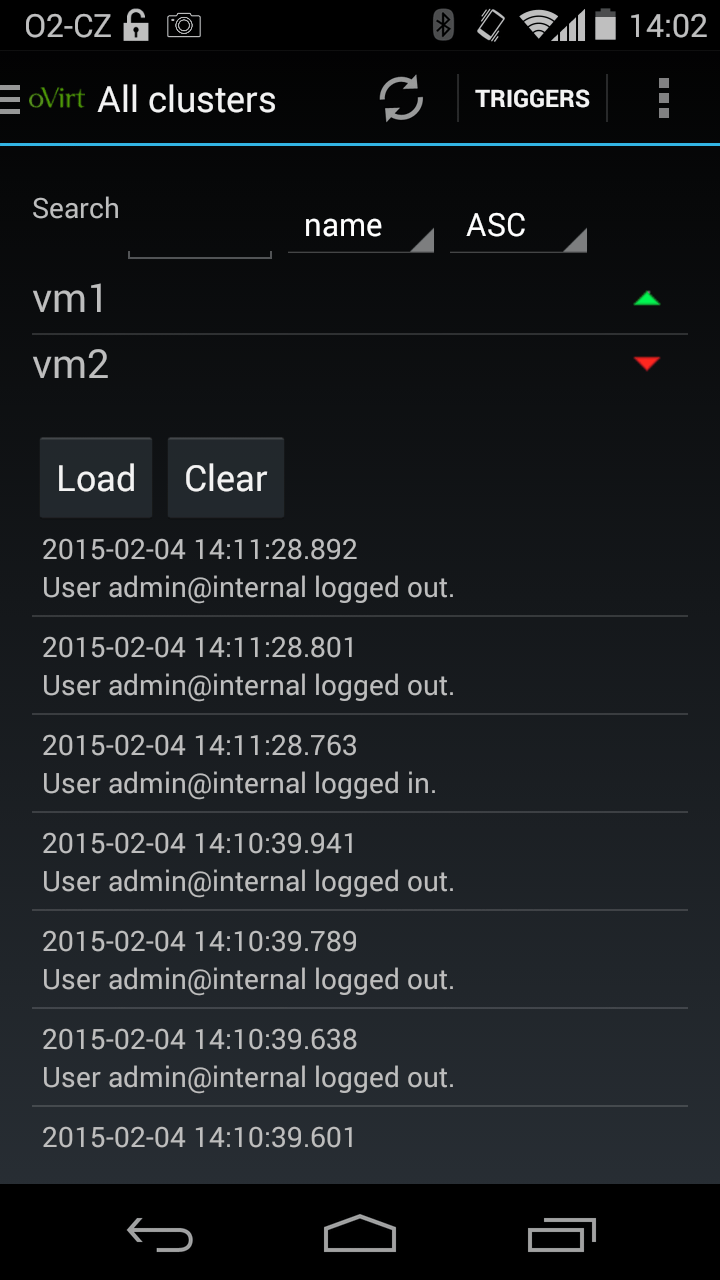 O2-CZ 14:02
oVirt All clusters TRIGGERS
Search name ASC
vm1
vm2
Load Clear
2015-02-04 14:11:28.892
User admin@internal logged out.
2015-02-04 14:11:28.801
User admin@internal logged out.
2015-02-04 14:11:28.763
User admin@internal logged in.
2015-02-04 14:10:39.941
User admin@internal logged out.
2015-02-04 14:10:39.789
User admin@internal logged out.
2015-02-04 14:10:39.638
User admin@internal logged out.
2015-02-04 14:10:39.601